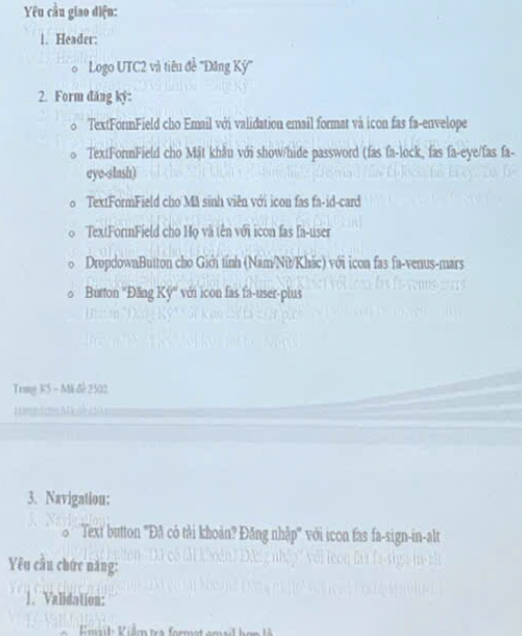 Yêu cầu giao diện:
1. Header:
o Logo UTC2 và tiêu đề "Đăng Ký"
2. Form đăng ký:
o TextFormField cho Email với validation email format và icon fas fa-envelope
o TextFormField cho Mật khẩu với show/hide password (fas fa-lock, fas fa-eye/fas fa-
eye-slash)
o TextFormField cho Mã sinh viên với icon fas fa-id-card
o TextFormField cho Họ và tên với icon fas fa-user
o DropdownButton cho Giới tính (Nam/Nữ/Khác) với icon fas fa-venus-mars
o Button "Đăng Ký" với icon fas fa-user-plus
Trang 3/5 – Mã đề 2502
3. Navigation:
o Text button "Đã có tài khoản? Đăng nhập" với icon fas fa-sign-in-alt
Yêu cầu chức năng:
1. Validation:
o Email: Kiểm tra format email hợp lệ